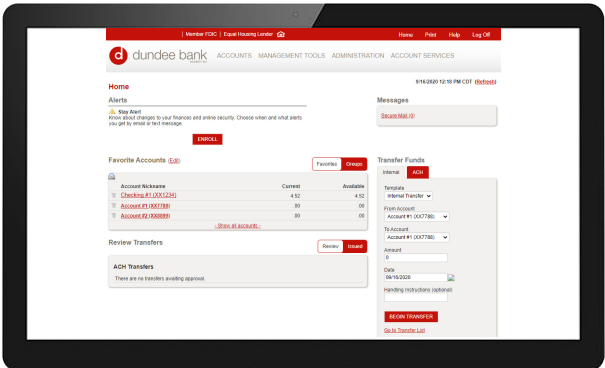 | Member FDIC | Equal Housing Lender
Home Print Help Log Off
d dundee bank
ACCOUNTS MANAGEMENT TOOLS ADMINISTRATION ACCOUNT SERVICES
9/16/2020 12:18 PM CDT (Refresh)
Home
Alerts
Stay Alert
Know about changes to your finances and online security. Choose when and what alerts
you get by email or text message.
ENROLL
Messages
Secure Mail (0)
Favorite Accounts (Edit)
Favorites Groups
Account Nickname Current Available
Checking #1 (XX1234) 4.52 4.52
Account #1 (XX7788) .00 .00
Account #2 (XX8899) .00 .00
- Show all accounts -
Review Transfers
Review Issued
ACH Transfers
There are no transfers awaiting approval.
Transfer Funds
Internal ACH
Template
Internal Transfer
From Account
Account #1 (XX7788)
To Account
Account #1 (XX7788)
Amount
0
Date
09/16/2020
Handling Instructions (optional)
BEGIN TRANSFER
Go to Transfer List